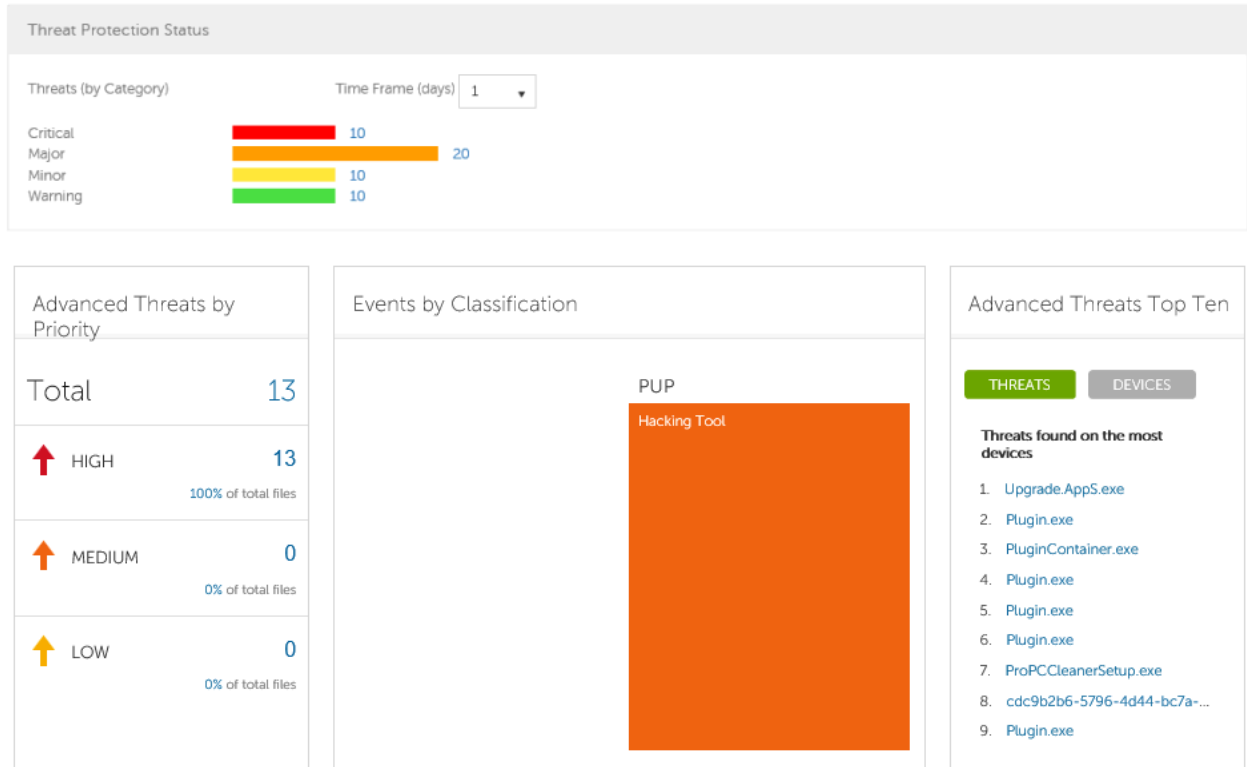 Threat Protection Status
Threats (by Category)
Time Frame (days) 1
Critical 10
Major 20
Minor 10
Warning 10
Advanced Threats by
Priority
Total 13
HIGH 13
100% of total files
MEDIUM 0
0% of total files
LOW 0
0% of total files
Events by Classification
PUP
Hacking Tool
Advanced Threats Top Ten
THREATS DEVICES
Threats found on the most
devices
1. Upgrade.AppS.exe
2. Plugin.exe
3. PluginContainer.exe
4. Plugin.exe
5. Plugin.exe
6. Plugin.exe
7. ProPCCleanerSetup.exe
8. cdc9b2b6-5796-4d44-bc7a-...
9. Plugin.exe